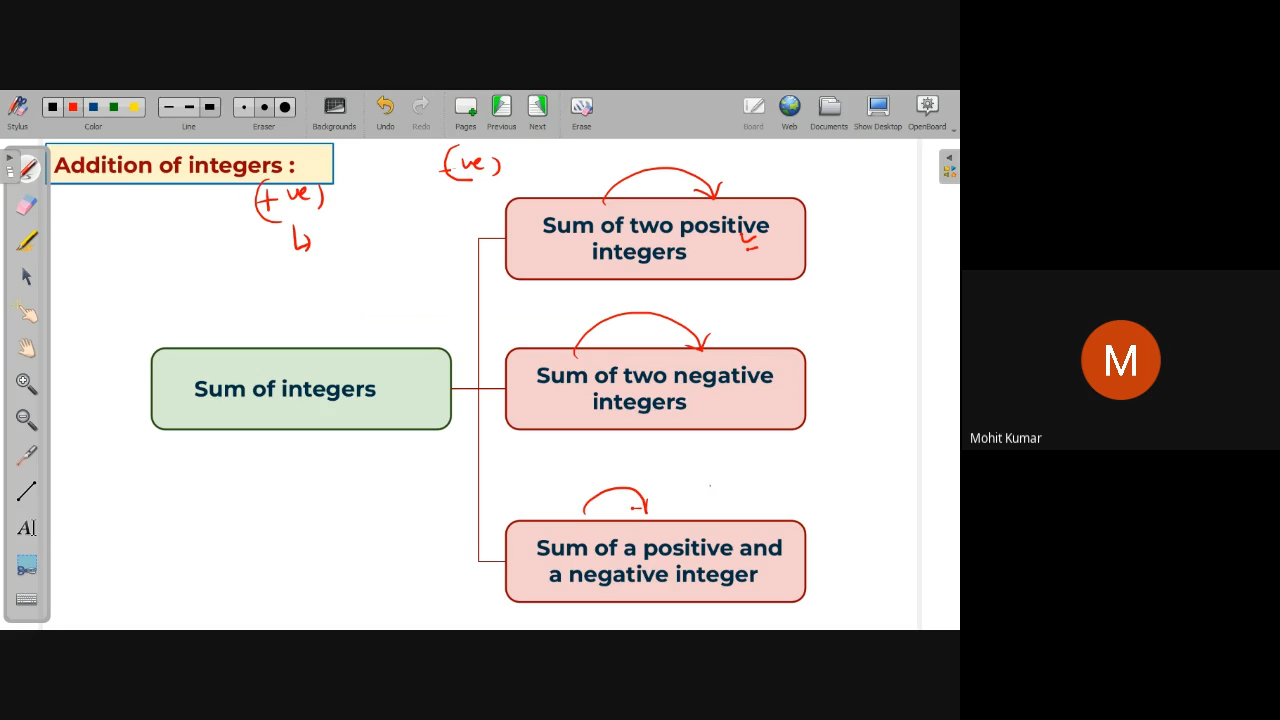 Stylus
Color
Line
Eraser
Backgrounds
Undo
Redo
Pages
Previous
Next
Erase
Board
Web
Documents
Show Desktop
OpenBoard
Addition of integers :
(+ ve)
(-ve)
Sum of two positive
integers
Sum of integers
Sum of two negative
integers
Sum of a positive and
a negative integer
AI
M
Mohit Kumar